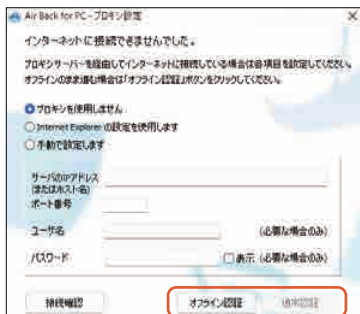 Air Back for PC - プロキシ設定
インターネットに接続できませんでした。
プロキシサーバーを経由してインターネットに接続している場合は各項目を設定してください。
オフラインのまま進む場合は「オフライン認証」ボタンをクリックしてください。
プロキシを使用しません
Internet Explorer の設定を使用します
手動で設定します
サーバのIPアドレス
(またはホスト名)
ポート番号
ユーザ名 (必要な場合のみ)
パスワード 表示 (必要な場合のみ)
接続確認 オフライン認証